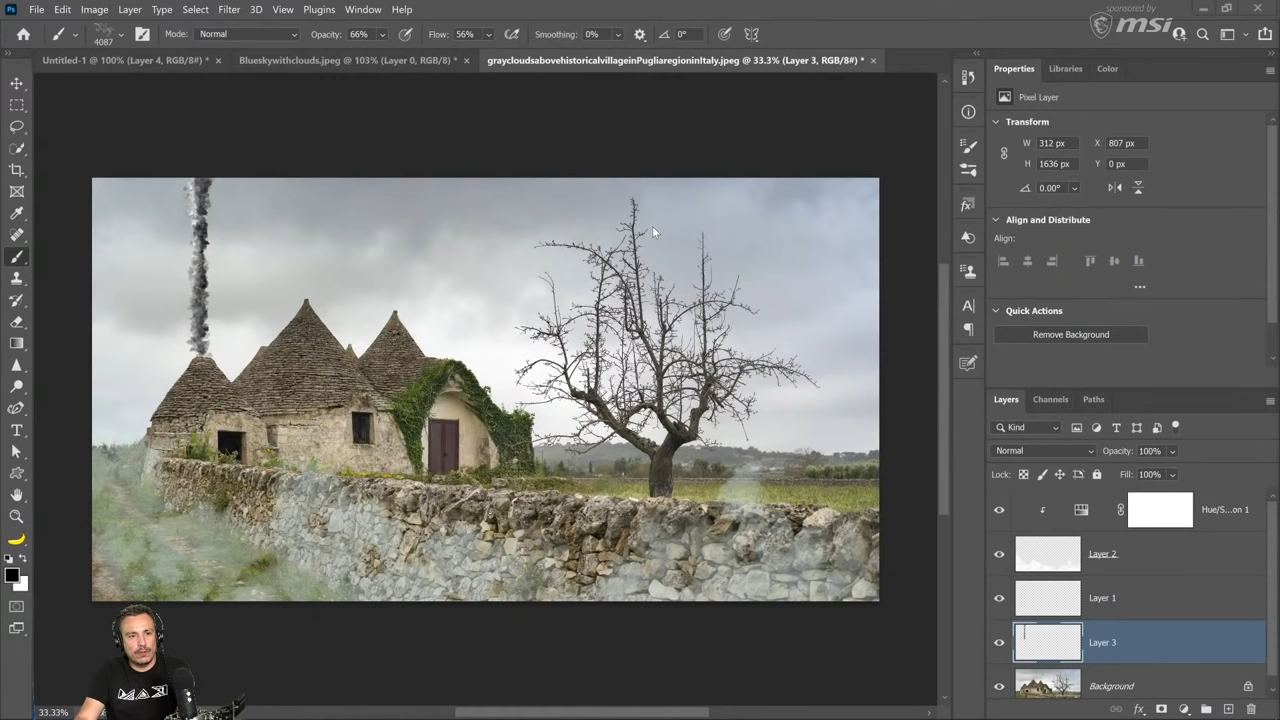 sponsored by
msi
Ps File Edit Image Layer Type Select Filter 3D View Plugins Window Help
4087 Mode: Normal Opacity: 66% Flow: 56% Smoothing: 0% 0°
Untitled-1 @ 100% (Layer 4, RGB/8#) * × Blueskywithclouds.jpeg @ 103% (Layer 0, RGB/8) * × graycloudsabovehistoricalvillageinPugliaregioninItaly.jpeg @ 33.3% (Layer 3, RGB/8#) * ×
Properties Libraries Color
Pixel Layer
Transform
W 312 px X 807 px
H 1636 px Y 0 px
0.00°
Align and Distribute
Align:
Quick Actions
Remove Background
Layers Channels Paths
Kind
Normal Opacity: 100%
Lock: Fill: 100%
Hue/S...on 1
Layer 2
Layer 1
Layer 3
Background
33.33%